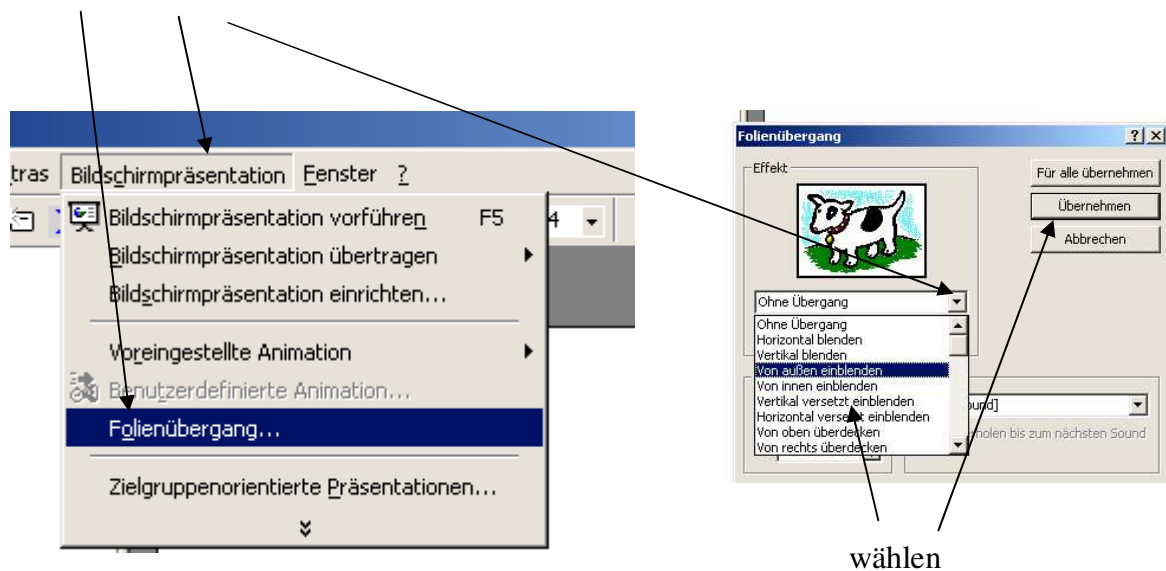 tras Bildschirmpräsentation Fenster ?
Bildschirmpräsentation vorführen F5
4
Bildschirmpräsentation übertragen
Bildschirmpräsentation einrichten...
Voreingestellte Animation
Benutzerdefinierte Animation...
Folienübergang...
Zielgruppenorientierte Präsentationen...
Folienübergang
Effekt
Für alle übernehmen
Übernehmen
Abbrechen
Ohne Übergang
Ohne Übergang
Horizontal blenden
Vertikal blenden
Von außen einblenden
Von innen einblenden
Vertikal versetzt einblenden
Horizontal versetzt einblenden
Von oben überdecken
Von rechts überdecken
ound]
holen bis zum nächsten Sound
wählen